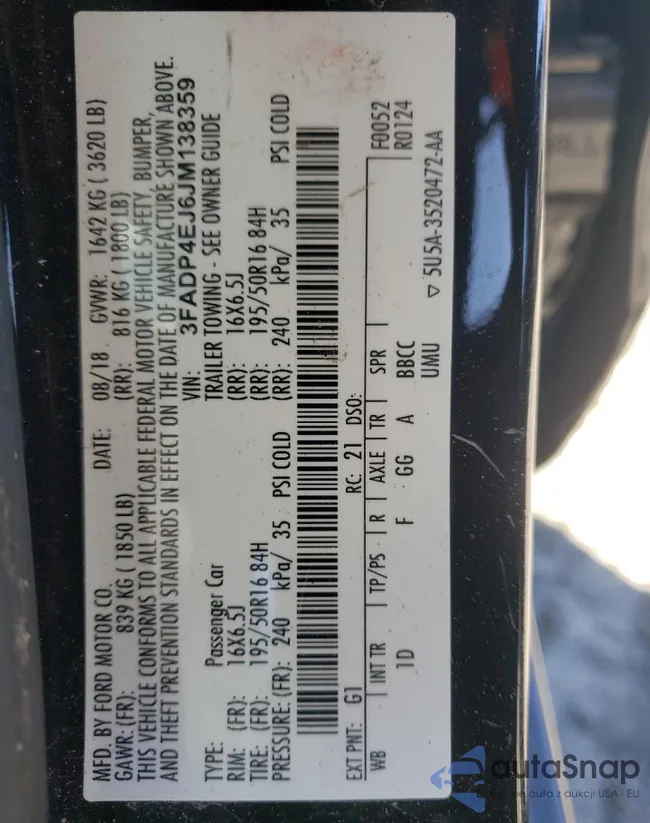 MFD. BY FORD MOTOR CO. DATE: 08/18 GVWR: 1642 KG ( 3620 LB)
GAWR: (FR): 839 KG ( 1850 LB) (RR): 816 KG (1800 LB)
THIS VEHICLE CONFORMS TO ALL APPLICABLE FEDERAL MOTOR VEHICLE SAFETY, BUMPER,
AND THEFT PREVENTION STANDARDS IN EFFECT ON THE DATE OF MANUFACTURE SHOWN ABOVE.
VIN: 3FADP4EJ6JM138359
TYPE: Passenger Car TRAILER TOWING - SEE OWNER GUIDE
RIM: (FR): 16X6.5J (RR): 16X6.5J
TIRE: (FR): 195/50R16 84H (RR): 195/50R16 84H
PRESSURE: (FR): 240 kPa/ 35 PSI COLD (RR): 240 kPa/ 35 PSI COLD
EXT PNT: G1 RC: 21 DSO: F0052
R0124
WB INT TR TP/PS R AXLE TR SPR
1D F GG A BBCC
UMU
▽ 5U5A-3520472-AA
autaSnap
auto z aukcji USA i EU